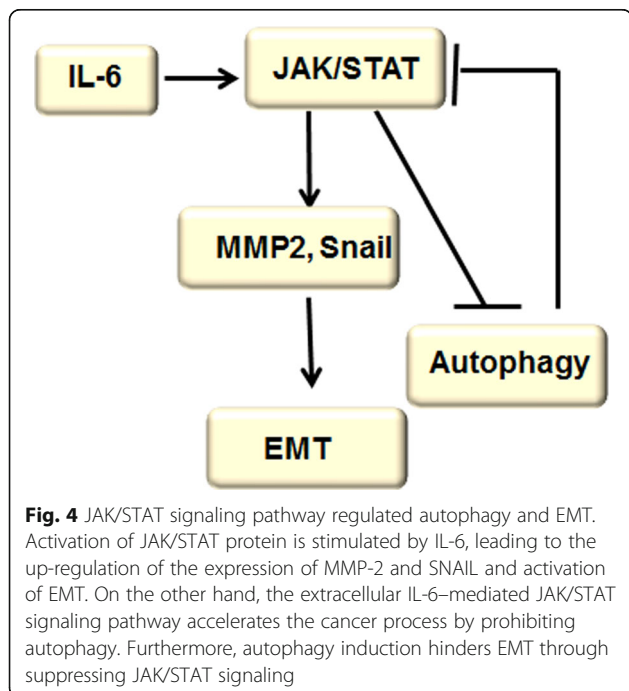 IL-6
JAK/STAT
MMP2, Snail
Autophagy
EMT
Fig. 4 JAK/STAT signaling pathway regulated autophagy and EMT.
Activation of JAK/STAT protein is stimulated by IL-6, leading to the
up-regulation of the expression of MMP-2 and SNAIL and activation
of EMT. On the other hand, the extracellular IL-6–mediated JAK/STAT
signaling pathway accelerates the cancer process by prohibiting
autophagy. Furthermore, autophagy induction hinders EMT through
suppressing JAK/STAT signaling